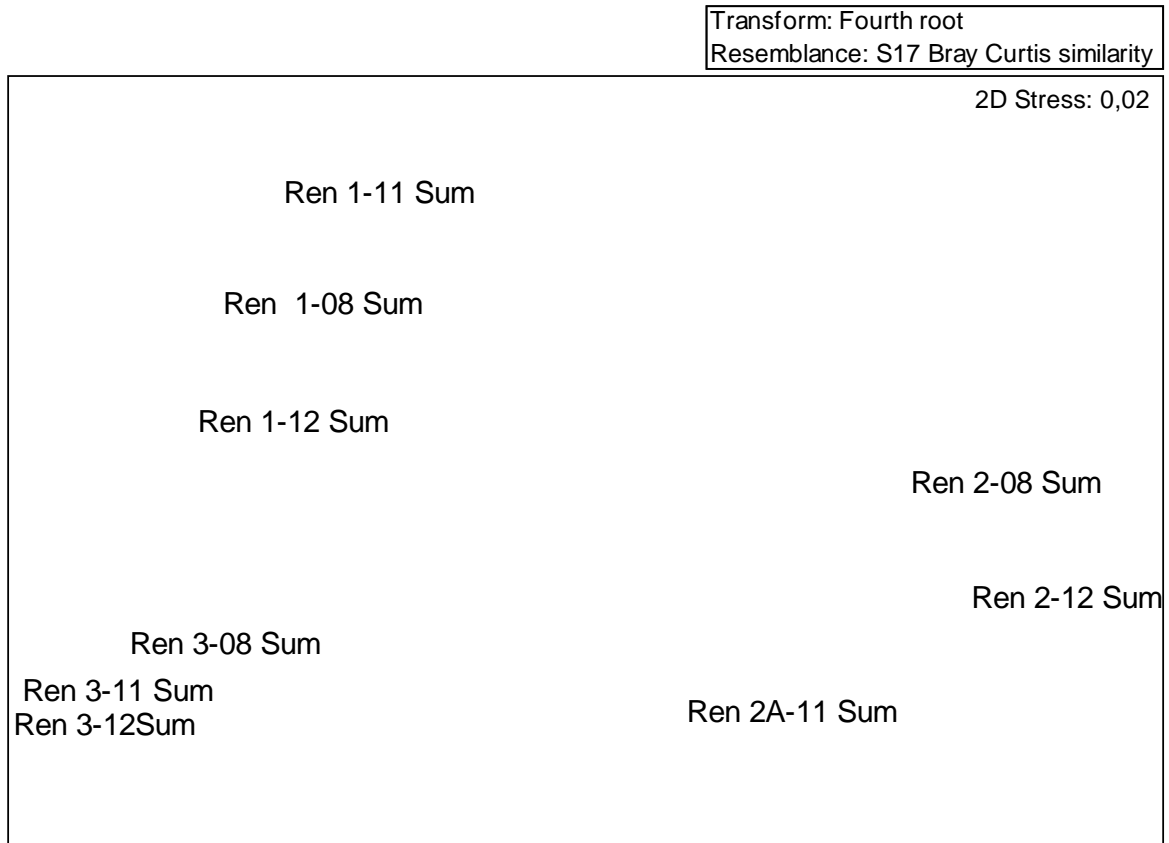 Transform: Fourth root
Resemblance: S17 Bray Curtis similarity
2D Stress: 0,02
Ren 1-11 Sum
Ren  1-08 Sum
Ren 1-12 Sum
Ren 2-08 Sum
Ren 2-12 Sum
Ren 3-08 Sum
Ren 3-11 Sum
Ren 2A-11 Sum
Ren 3-12Sum